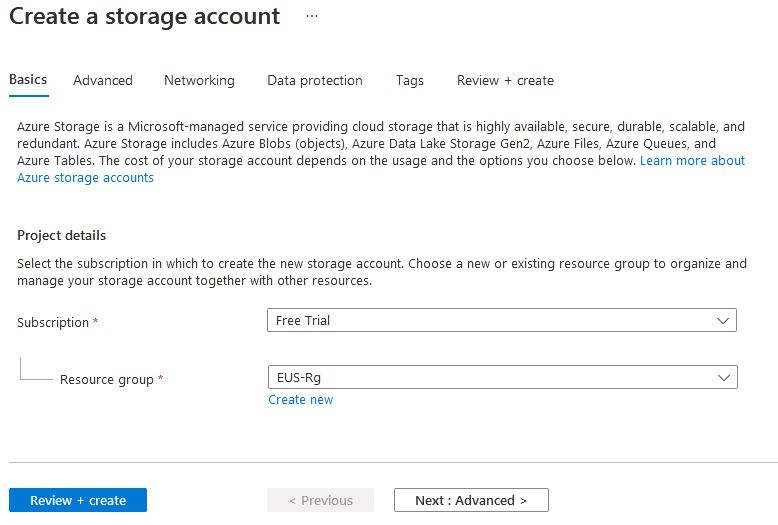 Create a storage account ...
Basics Advanced Networking Data protection Tags Review + create
Azure Storage is a Microsoft-managed service providing cloud storage that is highly available, secure, durable, scalable, and
redundant. Azure Storage includes Azure Blobs (objects), Azure Data Lake Storage Gen2, Azure Files, Azure Queues, and
Azure Tables. The cost of your storage account depends on the usage and the options you choose below. Learn more about
Azure storage accounts
Project details
Select the subscription in which to create the new storage account. Choose a new or existing resource group to organize and
manage your storage account together with other resources.
Subscription * Free Trial
Resource group * EUS-Rg
Create new
Review + create < Previous Next : Advanced >